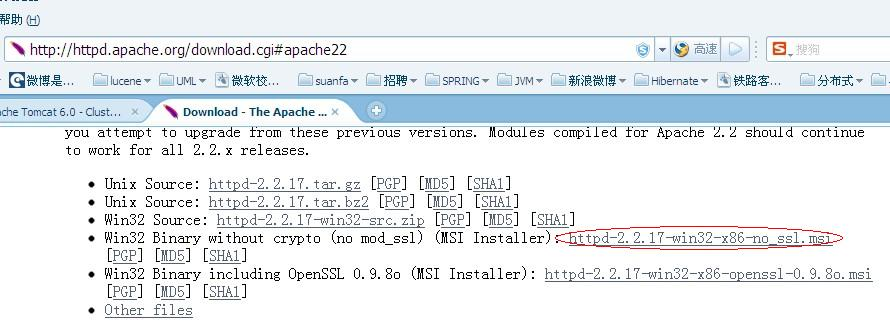 帮助(H)
http://httpd.apache.org/download.cgi#apache22
高速
搜狗
微博是...
lucene
UML
微软校...
suanfa
招聘
SPRING
JVM
新浪微博
Hibernate
铁路客...
分布式
che Tomcat 6.0 - Clust...
Download - The Apache ...
you attempt to upgrade from these previous versions. Modules compiled for Apache 2.2 should continue
to work for all 2.2.x releases.
• Unix Source: httpd-2.2.17.tar.gz [PGP] [MD5] [SHA1]
• Unix Source: httpd-2.2.17.tar.bz2 [PGP] [MD5] [SHA1]
• Win32 Source: httpd-2.2.17-win32-src.zip [PGP] [MD5] [SHA1]
• Win32 Binary without crypto (no mod_ssl) (MSI Installer): httpd-2.2.17-win32-x86-no_ssl.msi
[PGP] [MD5] [SHA1]
• Win32 Binary including OpenSSL 0.9.8o (MSI Installer): httpd-2.2.17-win32-x86-openssl-0.9.8o.msi
[PGP] [MD5] [SHA1]
• Other files